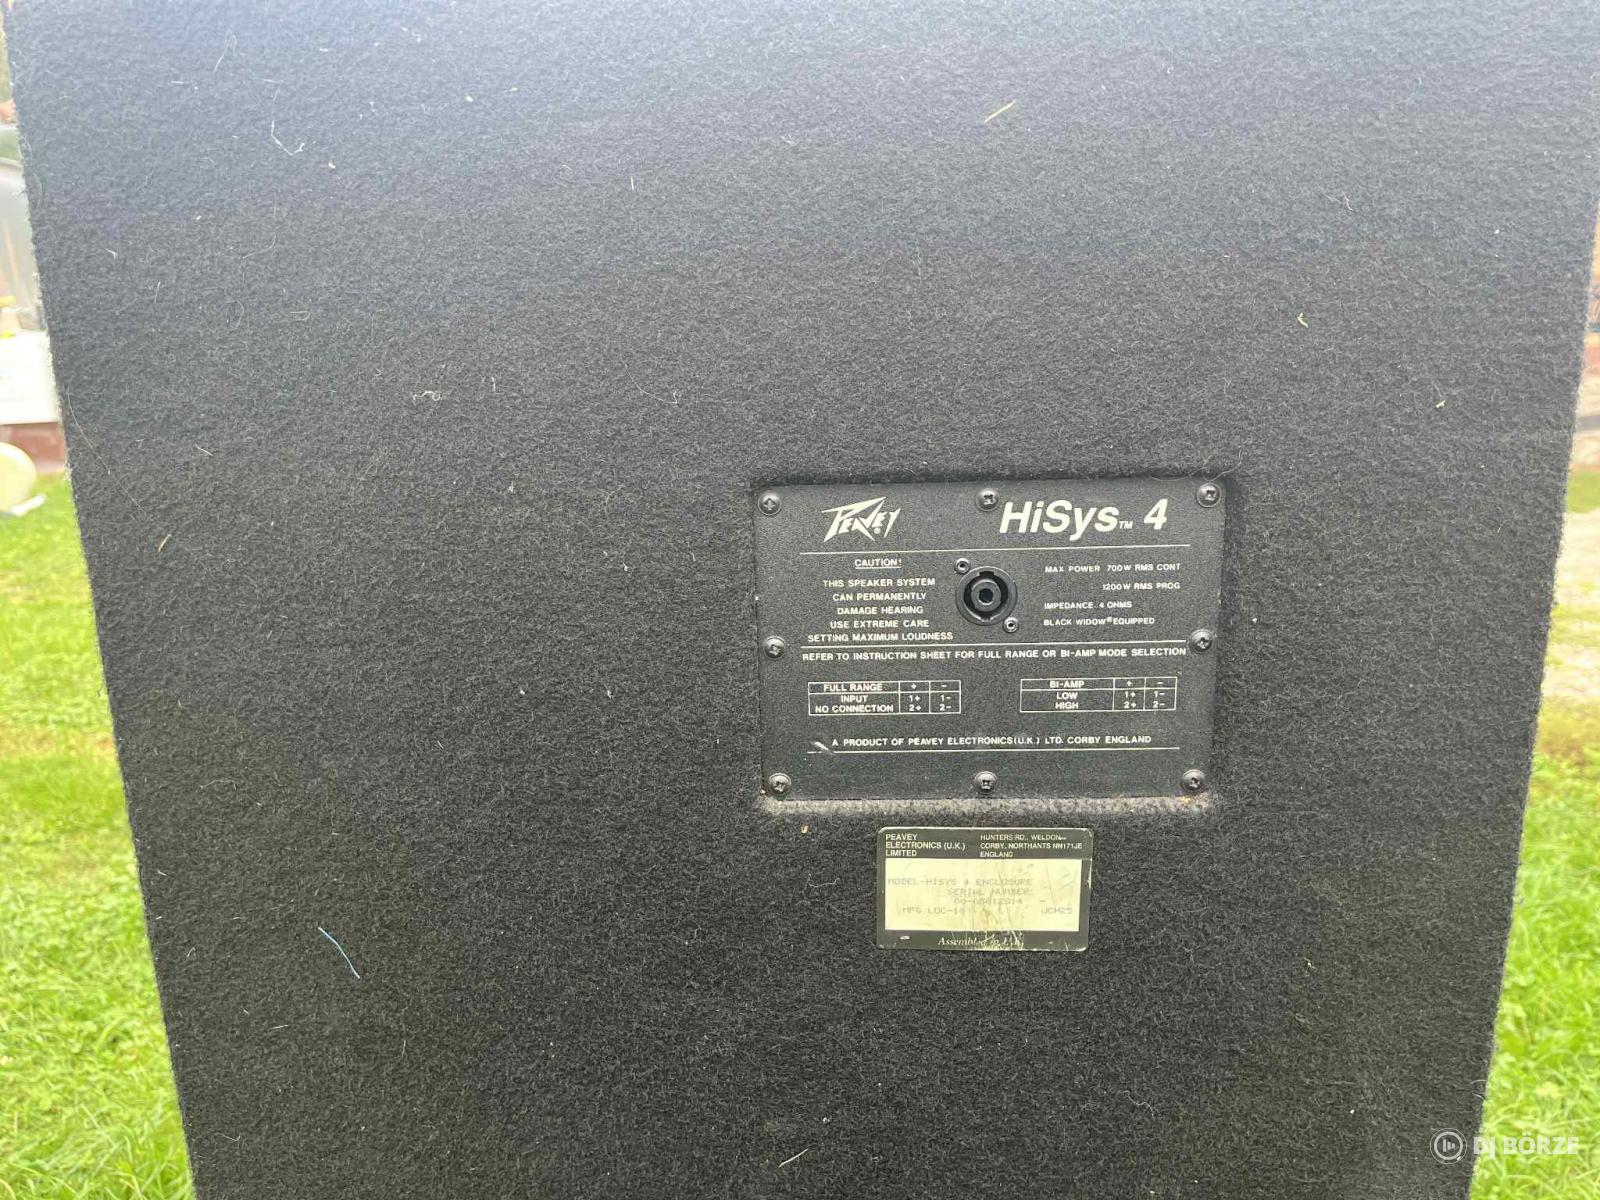 PEAVEY®
HiSys™ 4
CAUTION!
THIS SPEAKER SYSTEM
CAN PERMANENTLY
DAMAGE HEARING
USE EXTREME CARE
SETTING MAXIMUM LOUDNESS
MAX POWER 700W RMS CONT
1200W RMS PROG
IMPEDANCE. 4 OHMS
BLACK WIDOW® EQUIPPED
REFER TO INSTRUCTION SHEET FOR FULL RANGE OR BI-AMP MODE SELECTION
FULL RANGE + −
INPUT 1+ 1−
NO CONNECTION 2+ 2−
BI-AMP + −
LOW 1+ 1−
HIGH 2+ 2−
A PRODUCT OF PEAVEY ELECTRONICS (U.K.) LTD. CORBY ENGLAND
PEAVEY
ELECTRONICS (U.K.)
LIMITED
HUNTERS RD., WELDON
CORBY, NORTHANTS NN171JE
ENGLAND
MODEL-HISYS 4 ENCLOSURE
SERIAL NUMBER:
MFG LOC-
JCH25
Assembled in U.K.
DJ BÖRZE